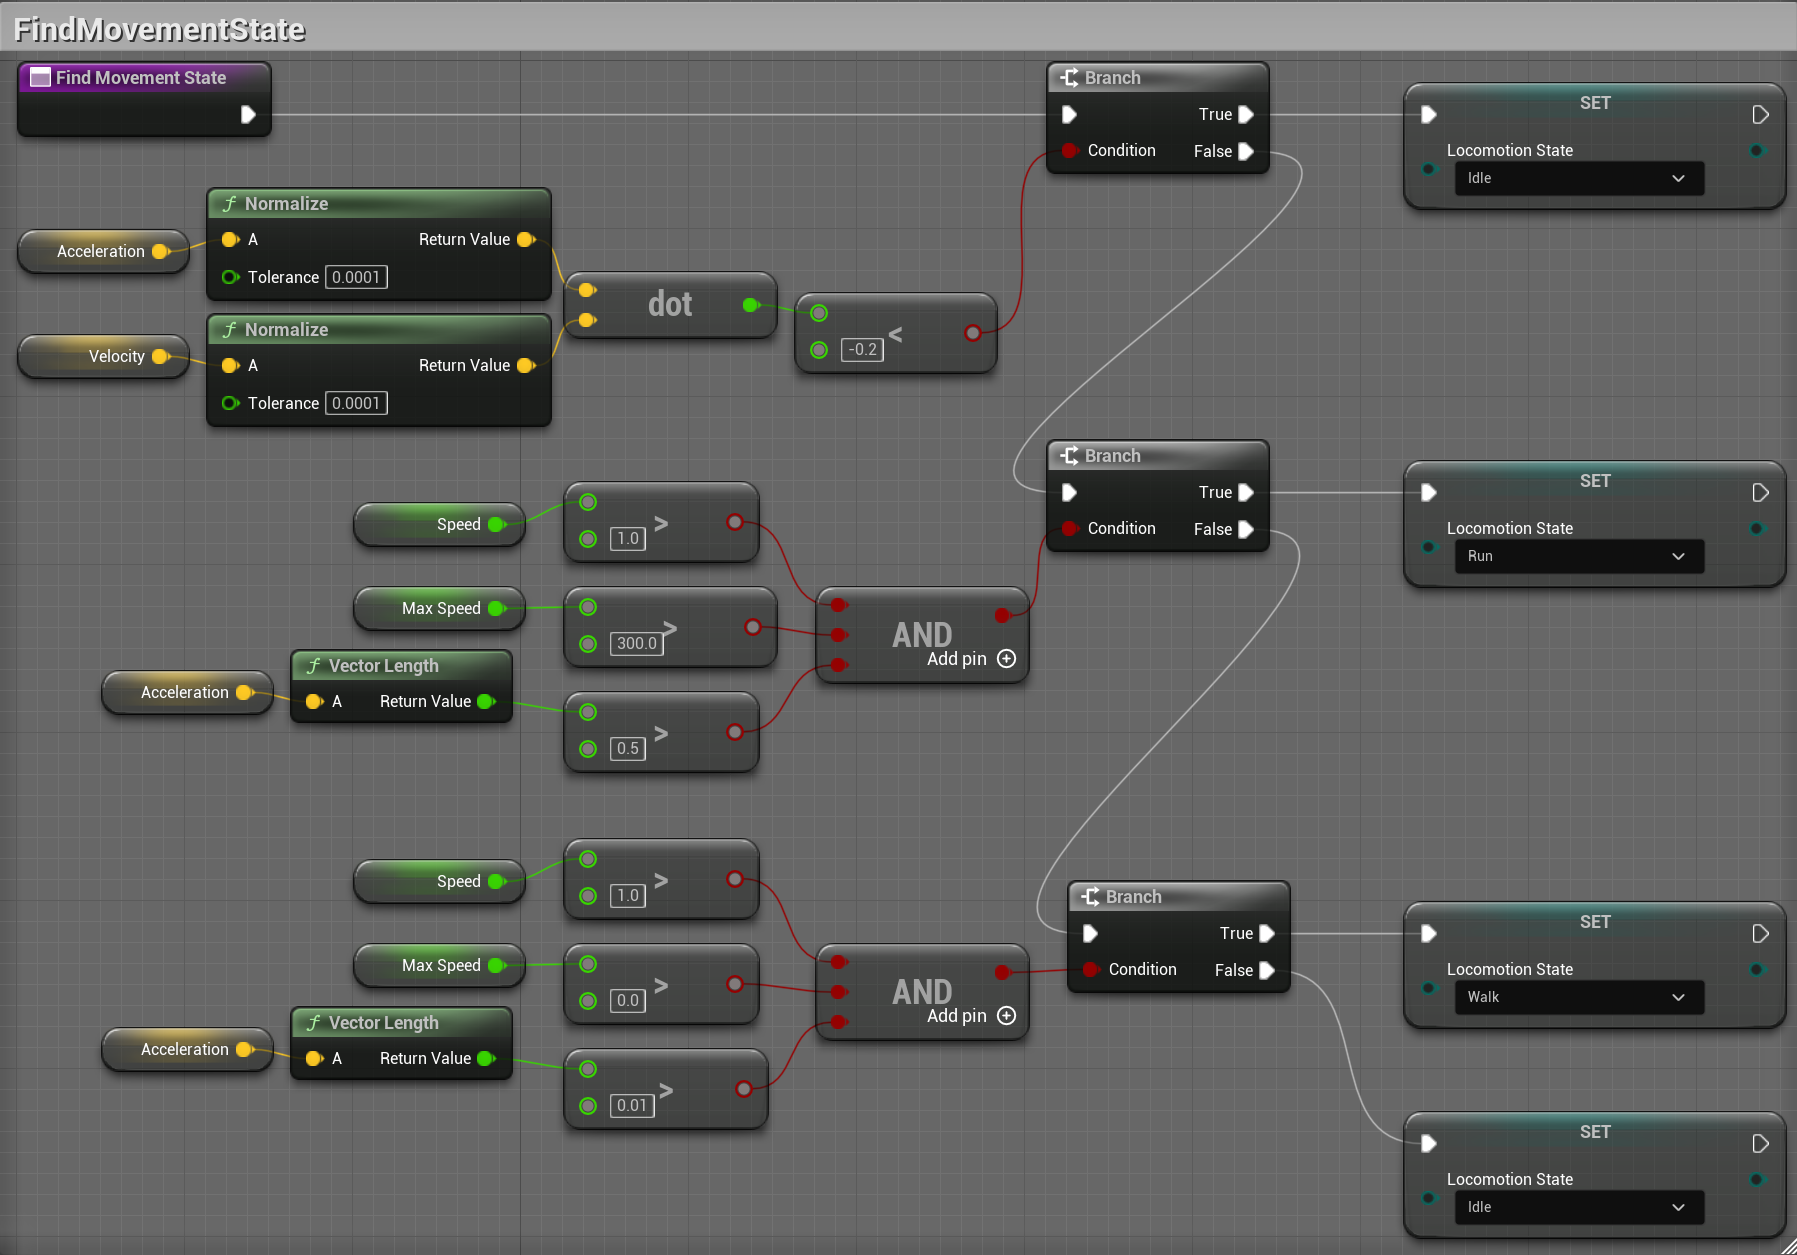 FindMovementState
Find Movement State
Branch
True
Condition
False
SET
Locomotion State
Idle
Normalize
Acceleration
A
Return Value
Tolerance 0.0001
Normalize
Velocity
A
Return Value
Tolerance 0.0001
dot
<
-0.2
Branch
True
Condition
False
SET
Locomotion State
Run
Speed
>
1.0
Max Speed
>
300.0
Acceleration
f Vector Length
A
Return Value
>
0.5
AND
Add pin
Speed
>
1.0
Max Speed
>
0.0
Acceleration
f Vector Length
A
Return Value
>
0.01
AND
Add pin
Branch
True
Condition
False
SET
Locomotion State
Walk
SET
Locomotion State
Idle